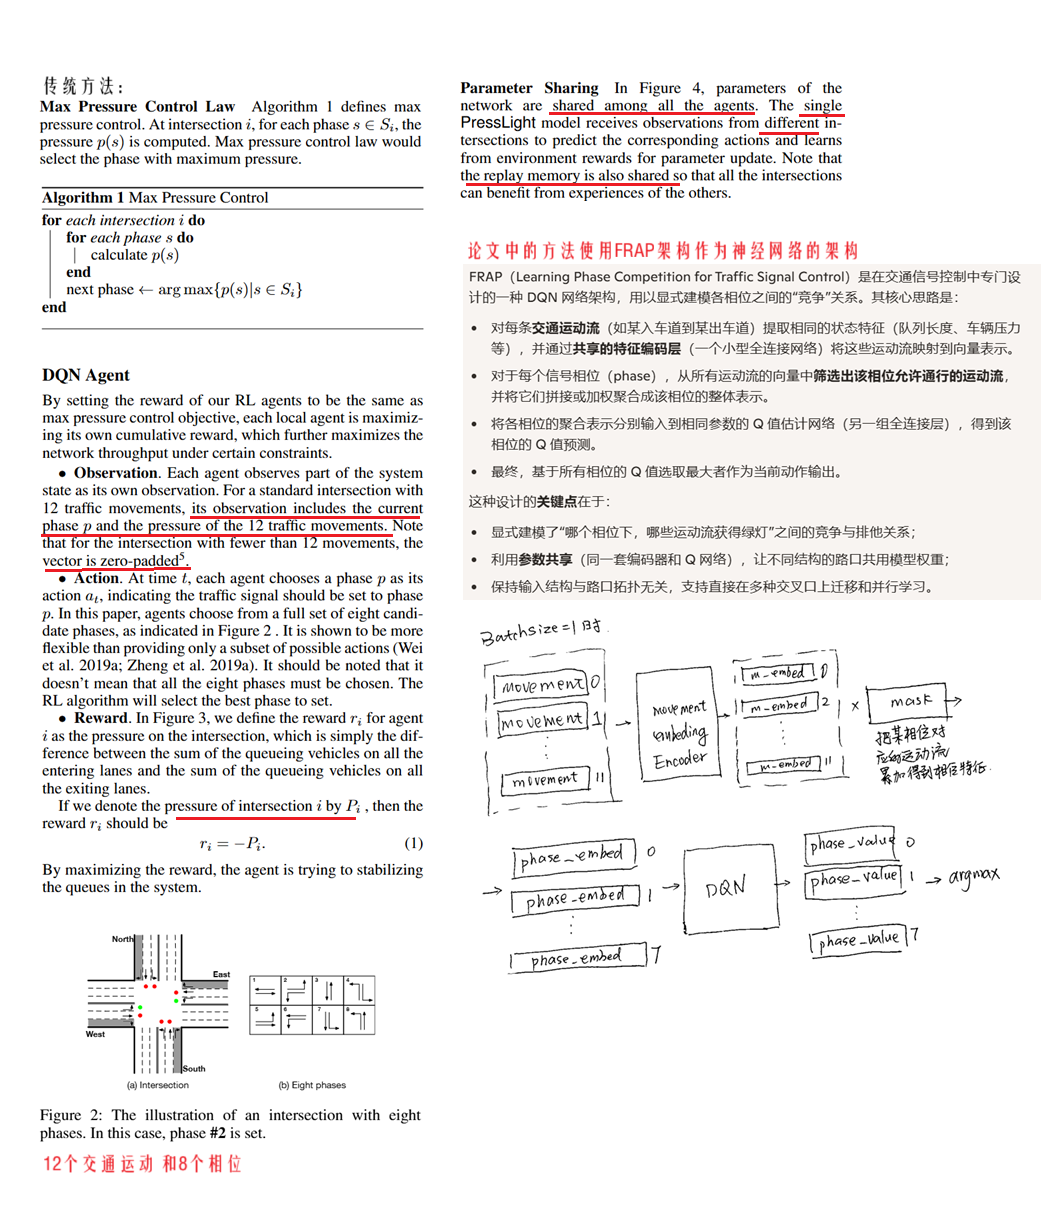 传统方法:
Max Pressure Control Law Algorithm 1 defines max
pressure control. At intersection i, for each phase s ∈ Si, the
pressure p(s) is computed. Max pressure control law would
select the phase with maximum pressure.
Algorithm 1 Max Pressure Control
for each intersection i do
for each phase s do
calculate p(s)
end
next phase ← arg max{p(s)|s ∈ Si}
end
DQN Agent
By setting the reward of our RL agents to be the same as
max pressure control objective, each local agent is maximiz-
ing its own cumulative reward, which further maximizes the
network throughput under certain constraints.
• Observation. Each agent observes part of the system
state as its own observation. For a standard intersection with
12 traffic movements, its observation includes the current
phase p and the pressure of the 12 traffic movements. Note
that for the intersection with fewer than 12 movements, the
vector is zero-padded5.
• Action. At time t, each agent chooses a phase p as its
action at, indicating the traffic signal should be set to phase
p. In this paper, agents choose from a full set of eight candi-
date phases, as indicated in Figure 2 . It is shown to be more
flexible than providing only a subset of possible actions (Wei
et al. 2019a; Zheng et al. 2019a). It should be noted that it
doesn't mean that all the eight phases must be chosen. The
RL algorithm will select the best phase to set.
• Reward. In Figure 3, we define the reward ri for agent
i as the pressure on the intersection, which is simply the dif-
ference between the sum of the queueing vehicles on all the
entering lanes and the sum of the queueing vehicles on all
the exiting lanes.
If we denote the pressure of intersection i by Pi , then the
reward ri should be
ri = −Pi. (1)
By maximizing the reward, the agent is trying to stabilizing
the queues in the system.
North
East
West
South
1 2 3 4
5 6 7 8
(a) Intersection
(b) Eight phases
Figure 2: The illustration of an intersection with eight
phases. In this case, phase #2 is set.
12个交通运动 和8个相位
Parameter Sharing In Figure 4, parameters of the
network are shared among all the agents. The single
PressLight model receives observations from different in-
tersections to predict the corresponding actions and learns
from environment rewards for parameter update. Note that
the replay memory is also shared so that all the intersections
can benefit from experiences of the others.
论文中的方法使用FRAP架构作为神经网络的架构
FRAP（Learning Phase Competition for Traffic Signal Control）是在交通信号控制中专门设
计的一种 DQN 网络架构，用以显式建模各相位之间的“竞争”关系。其核心思路是：
• 对每条交通运动流（如某入车道到某出车道）提取相同的状态特征（队列长度、车辆压力
等），并通过共享的特征编码层（一个小型全连接网络）将这些运动流映射到向量表示。
• 对于每个信号相位（phase），从所有运动流的向量中筛选出该相位允许通行的运动流，
并将它们拼接或加权聚合成该相位的整体表示。
• 将各相位的聚合表示分别输入到相同参数的 Q 值估计网络（另一组全连接层），得到该
相位的 Q 值预测。
• 最终，基于所有相位的 Q 值选取最大者作为当前动作输出。
这种设计的关键点在于：
• 显式建模了“哪个相位下，哪些运动流获得绿灯”之间的竞争与排他关系；
• 利用参数共享（同一套编码器和 Q 网络），让不同结构的路口共用模型权重；
• 保持输入结构与路口拓扑无关，支持直接在多种交叉口上迁移和并行学习。
Batchsize=1时.
movement 0
movement 1
⋮
movement 11
→
movement
embeding
Encoder
→
m_embed 0
m_embed 2
⋮
m_embed 11
×
mask →
把某相位对
应的运动流
累加得到相位特征.
→
phase_embed 0
phase_embed 1
⋮
phase_embed 7
→
DQN
→
phase_value 0
phase_value 1
⋮
phase_value 7
→ argmax